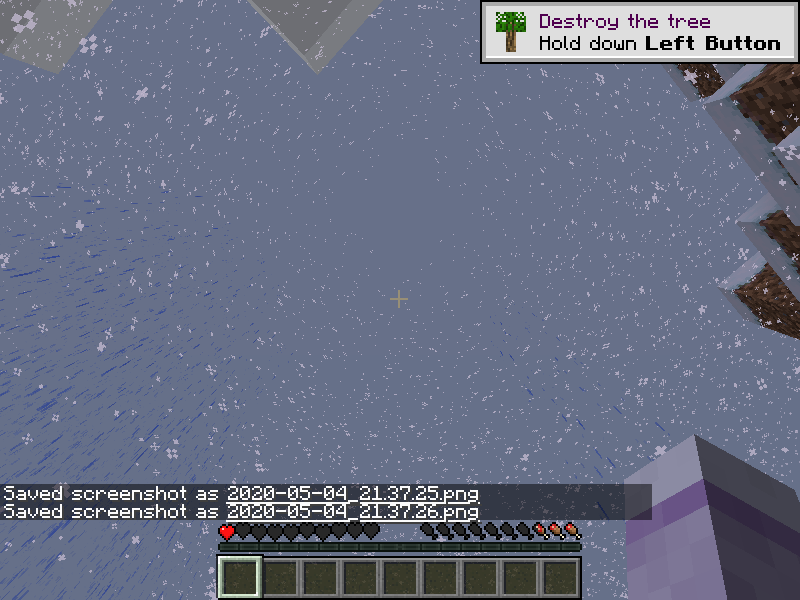 Destroy the tree
Hold down Left Button
Saved screenshot as 2020-05-04_21.37.25.png
Saved screenshot as 2020-05-04_21.37.26.png